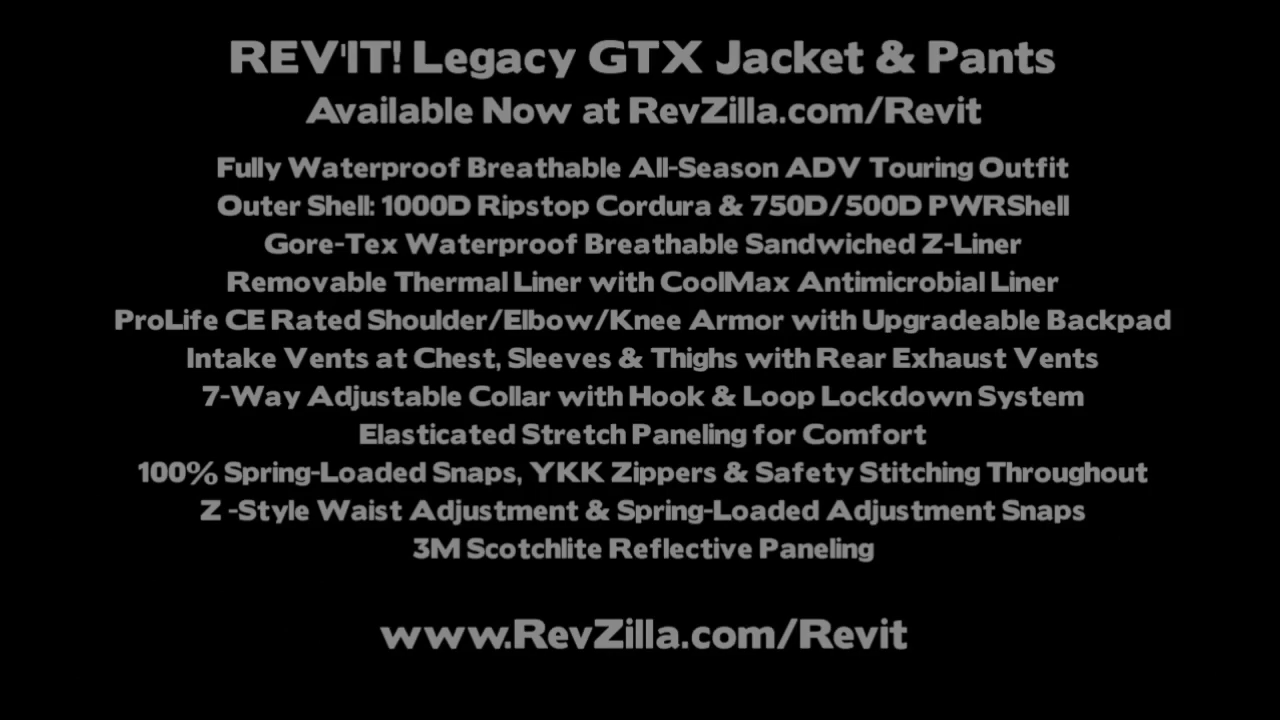 REV'IT! Legacy GTX Jacket & Pants
Available Now at RevZilla.com/Revit
Fully Waterproof Breathable All-Season ADV Touring Outfit
Outer Shell: 1000D Ripstop Cordura & 750D/500D PWRShell
Gore-Tex Waterproof Breathable Sandwiched Z-Liner
Removable Thermal Liner with CoolMax Antimicrobial Liner
ProLife CE Rated Shoulder/Elbow/Knee Armor with Upgradeable Backpad
Intake Vents at Chest, Sleeves & Thighs with Rear Exhaust Vents
7-Way Adjustable Collar with Hook & Loop Lockdown System
Elasticated Stretch Paneling for Comfort
100% Spring-Loaded Snaps, YKK Zippers & Safety Stitching Throughout
Z -Style Waist Adjustment & Spring-Loaded Adjustment Snaps
3M Scotchlite Reflective Paneling
www.RevZilla.com/Revit